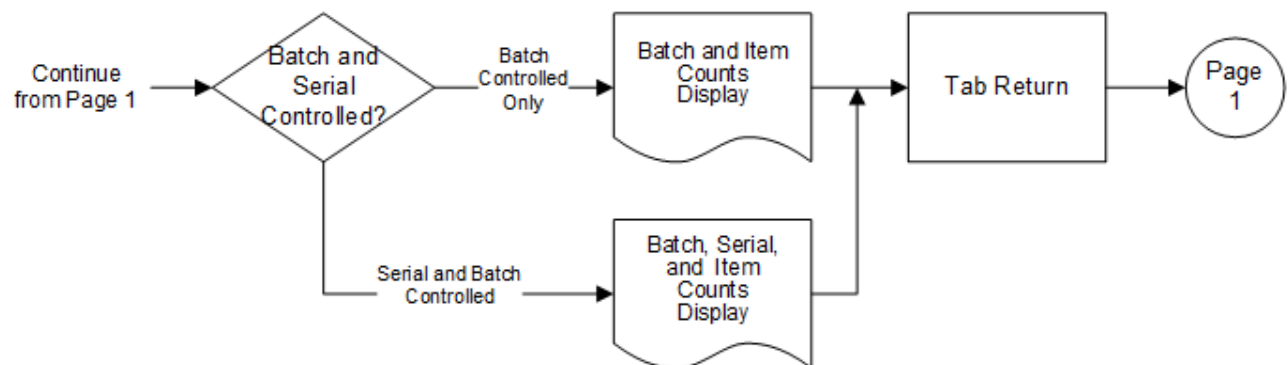 Continue
from Page 1
Batch and
Serial
Controlled?
Batch
Controlled
Only
Batch and Item
Counts
Display
Tab Return
Page
1
Serial and Batch
Controlled
Batch, Serial,
and Item
Counts
Display